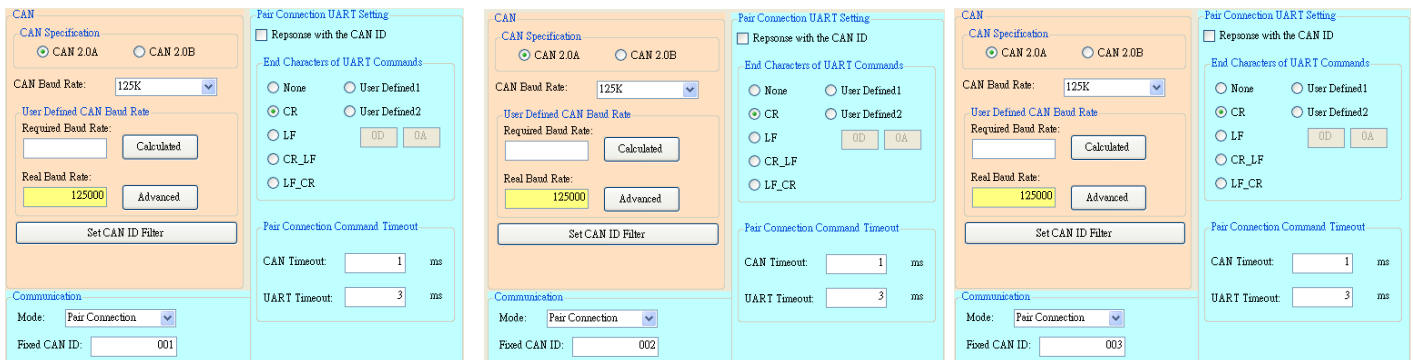 CAN
CAN Specification
CAN 2.0A CAN 2.0B
CAN Baud Rate: 125K
User Defined CAN Baud Rate
Required Baud Rate:
Calculated
Real Baud Rate:
125000 Advanced
Set CAN ID Filter
Communication
Mode: Pair Connection
Fixed CAN ID: 001
Pair Connection UART Setting
Repsonse with the CAN ID
End Characters of UART Commands
None User Defined1
CR User Defined2
LF 0D 0A
CR_LF
LF_CR
Pair Connection Command Timeout
CAN Timeout: 1 ms
UART Timeout: 3 ms
CAN
CAN Specification
CAN 2.0A CAN 2.0B
CAN Baud Rate: 125K
User Defined CAN Baud Rate
Required Baud Rate:
Calculated
Real Baud Rate:
125000 Advanced
Set CAN ID Filter
Communication
Mode: Pair Connection
Fixed CAN ID: 002
Pair Connection UART Setting
Repsonse with the CAN ID
End Characters of UART Commands
None User Defined1
CR User Defined2
LF 0D 0A
CR_LF
LF_CR
Pair Connection Command Timeout
CAN Timeout: 1 ms
UART Timeout: 3 ms
CAN
CAN Specification
CAN 2.0A CAN 2.0B
CAN Baud Rate: 125K
User Defined CAN Baud Rate
Required Baud Rate:
Calculated
Real Baud Rate:
125000 Advanced
Set CAN ID Filter
Communication
Mode: Pair Connection
Fixed CAN ID: 003
Pair Connection UART Setting
Repsonse with the CAN ID
End Characters of UART Commands
None User Defined1
CR User Defined2
LF 0D 0A
CR_LF
LF_CR
Pair Connection Command Timeout
CAN Timeout: 1 ms
UART Timeout: 3 ms